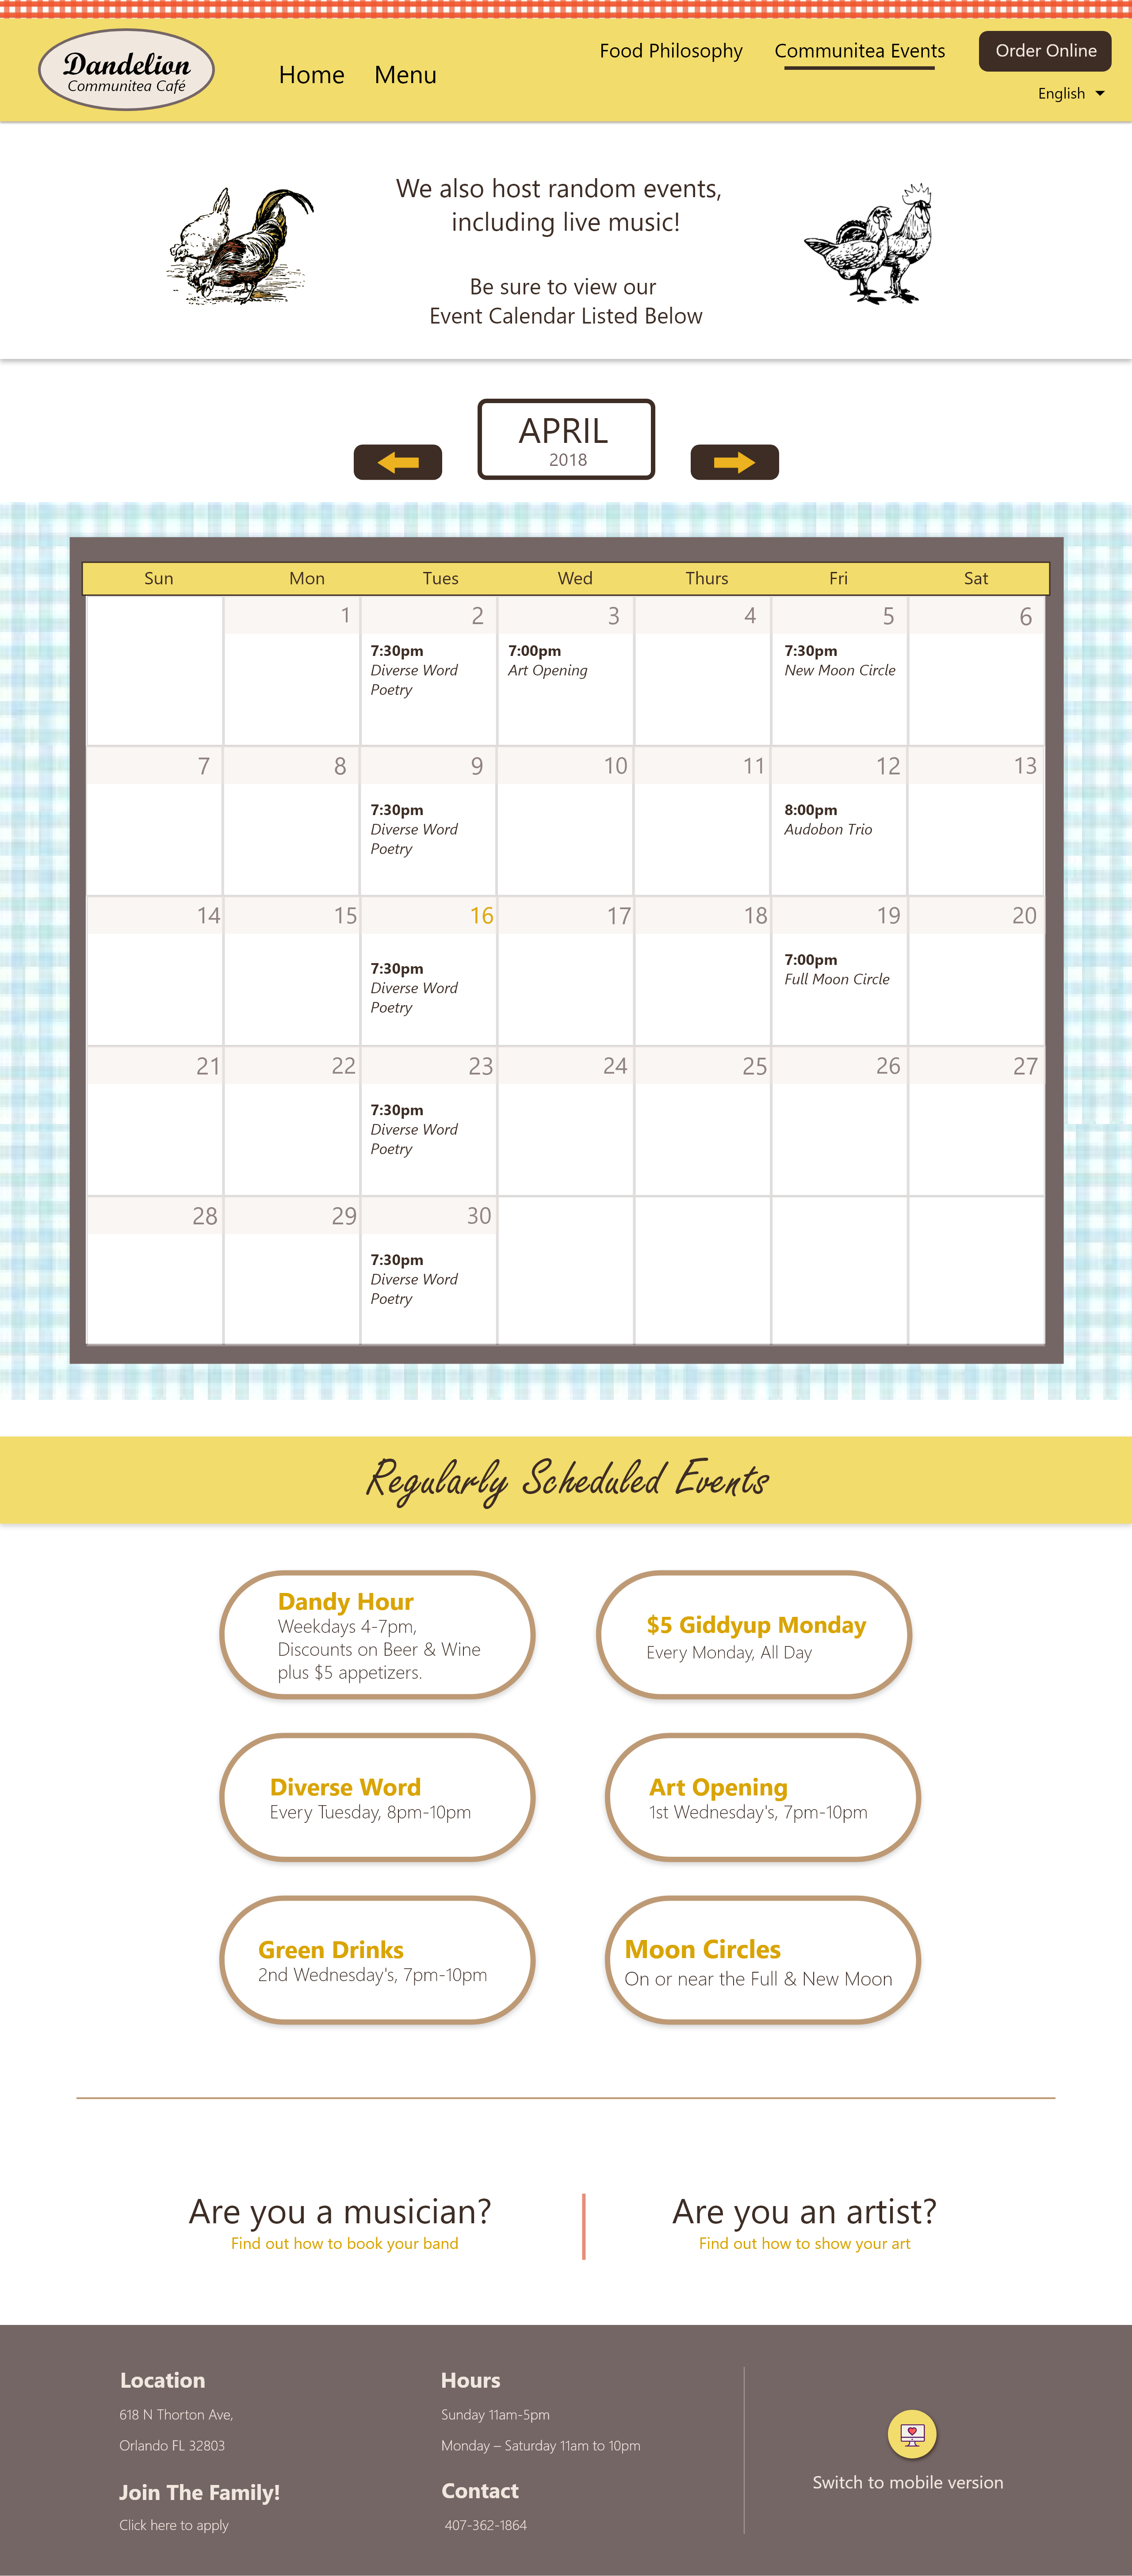 Dandelion
Communitea Café
Home Menu
Food Philosophy Communitea Events Order Online
English
We also host random events,
including live music!
Be sure to view our
Event Calendar Listed Below
APRIL
2018
Sun Mon Tues Wed Thurs Fri Sat
1 2 3 4 5 6
7:30pm
Diverse Word
Poetry
7:00pm
Art Opening
7:30pm
New Moon Circle
7 8 9 10 11 12 13
7:30pm
Diverse Word
Poetry
8:00pm
Audobon Trio
14 15 16 17 18 19 20
7:30pm
Diverse Word
Poetry
7:00pm
Full Moon Circle
21 22 23 24 25 26 27
7:30pm
Diverse Word
Poetry
28 29 30
7:30pm
Diverse Word
Poetry
Regularly Scheduled Events
Dandy Hour
Weekdays 4-7pm,
Discounts on Beer & Wine
plus $5 appetizers.
$5 Giddyup Monday
Every Monday, All Day
Diverse Word
Every Tuesday, 8pm-10pm
Art Opening
1st Wednesday's, 7pm-10pm
Green Drinks
2nd Wednesday's, 7pm-10pm
Moon Circles
On or near the Full & New Moon
Are you a musician?
Find out how to book your band
Are you an artist?
Find out how to show your art
Location
618 N Thorton Ave,
Orlando FL 32803
Join The Family!
Click here to apply
Hours
Sunday 11am-5pm
Monday – Saturday 11am to 10pm
Contact
407-362-1864
Switch to mobile version